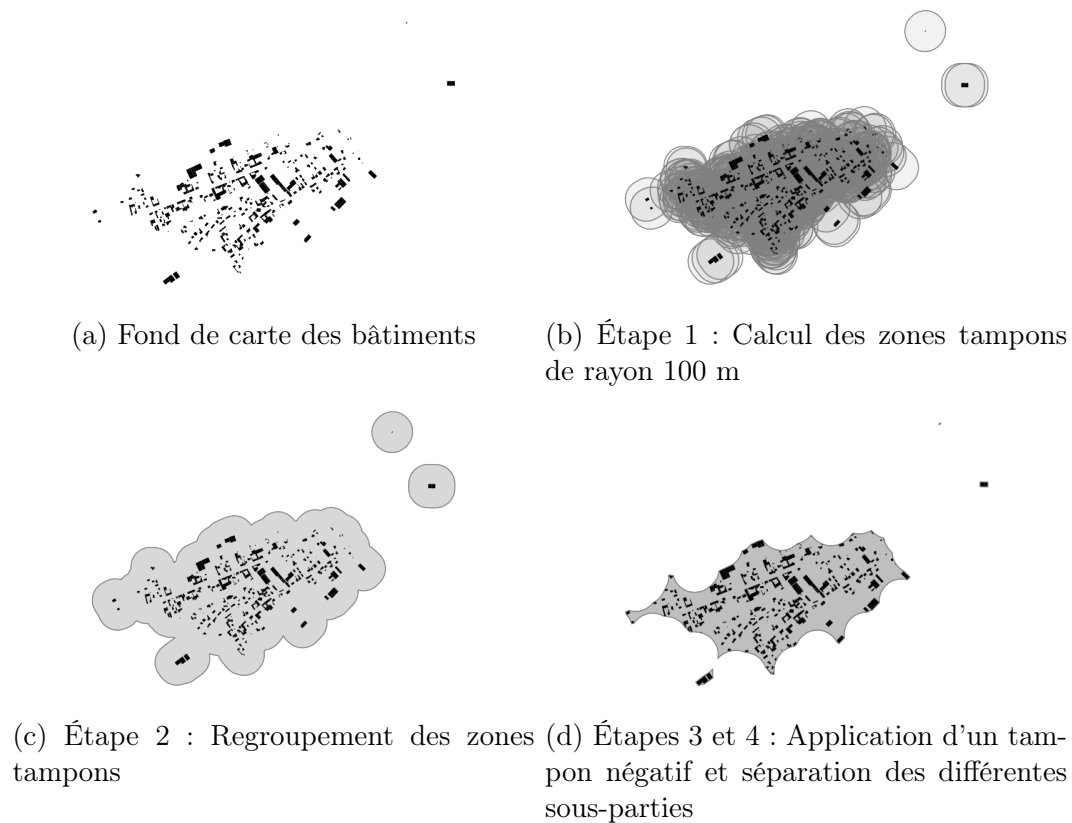 (a) Fond de carte des bâtiments
(b) Étape 1 : Calcul des zones tampons
de rayon 100 m
(c) Étape 2 : Regroupement des zones
tampons
(d) Étapes 3 et 4 : Application d'un tam-
pon négatif et séparation des différentes
sous-parties